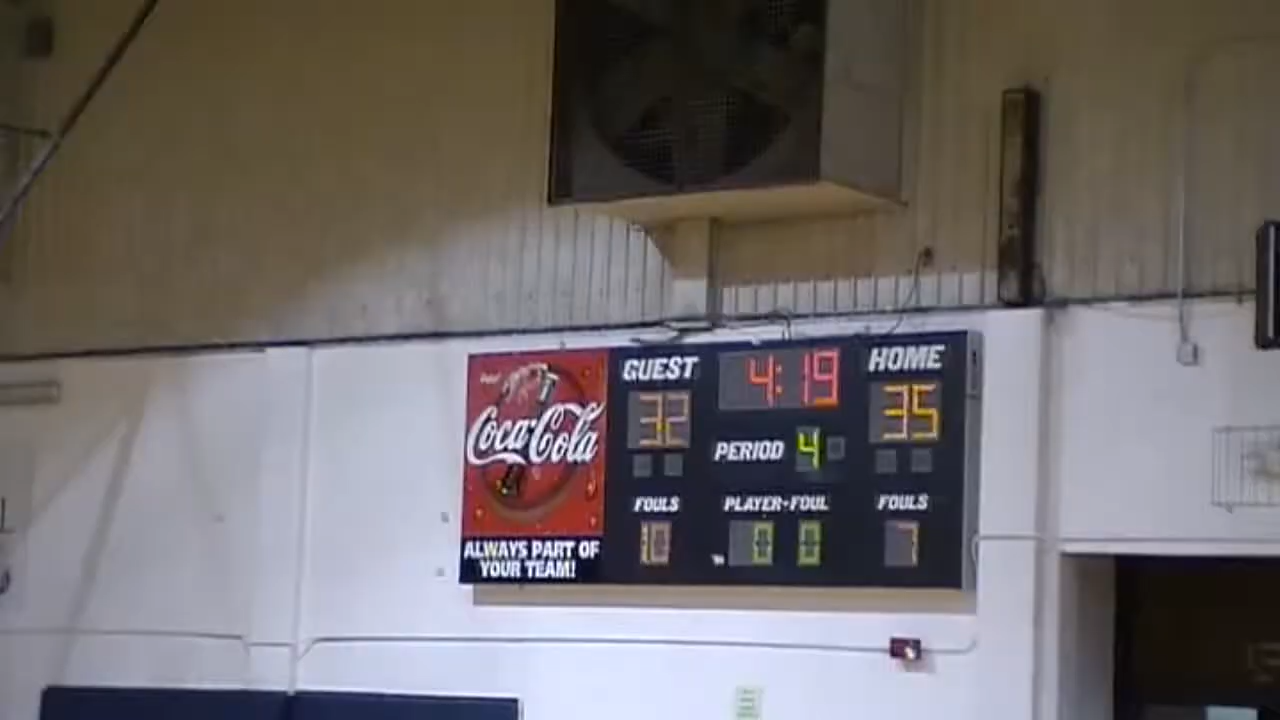 GUEST
4:19
HOME
32
35
Coca-Cola
PERIOD 4
FOULS
PLAYER-FOUL
FOULS
10
0 0
7
ALWAYS PART OF
YOUR TEAM!